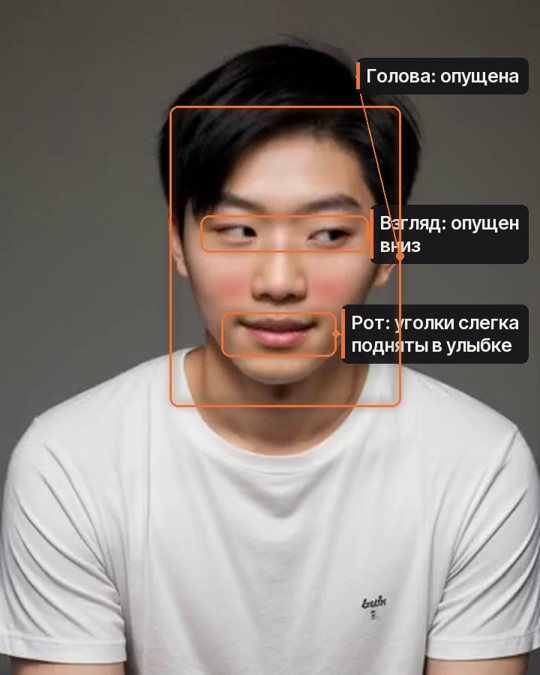 Голова: опущена
Взгляд: опущен
вниз
Рот: уголки слегка
подняты в улыбке